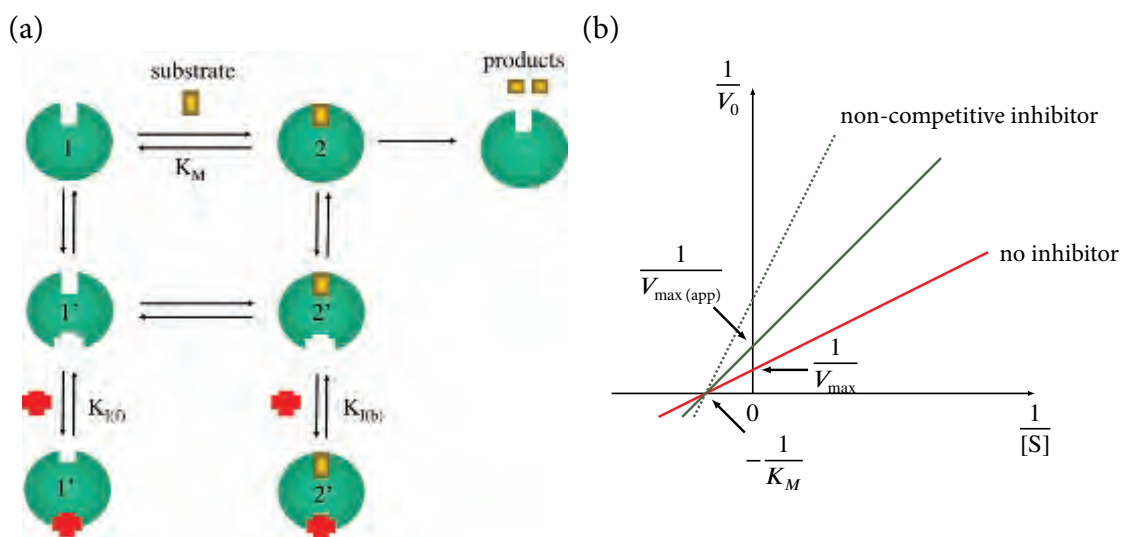 (a)
substrate
products
1
2
K_M
1'
2'
K_I(f)
K_I(b)
1'
2'
(b)
1/V_0
non-competitive inhibitor
1/V_max (app)
no inhibitor
1/V_max
0
1/[S]
-1/K_M